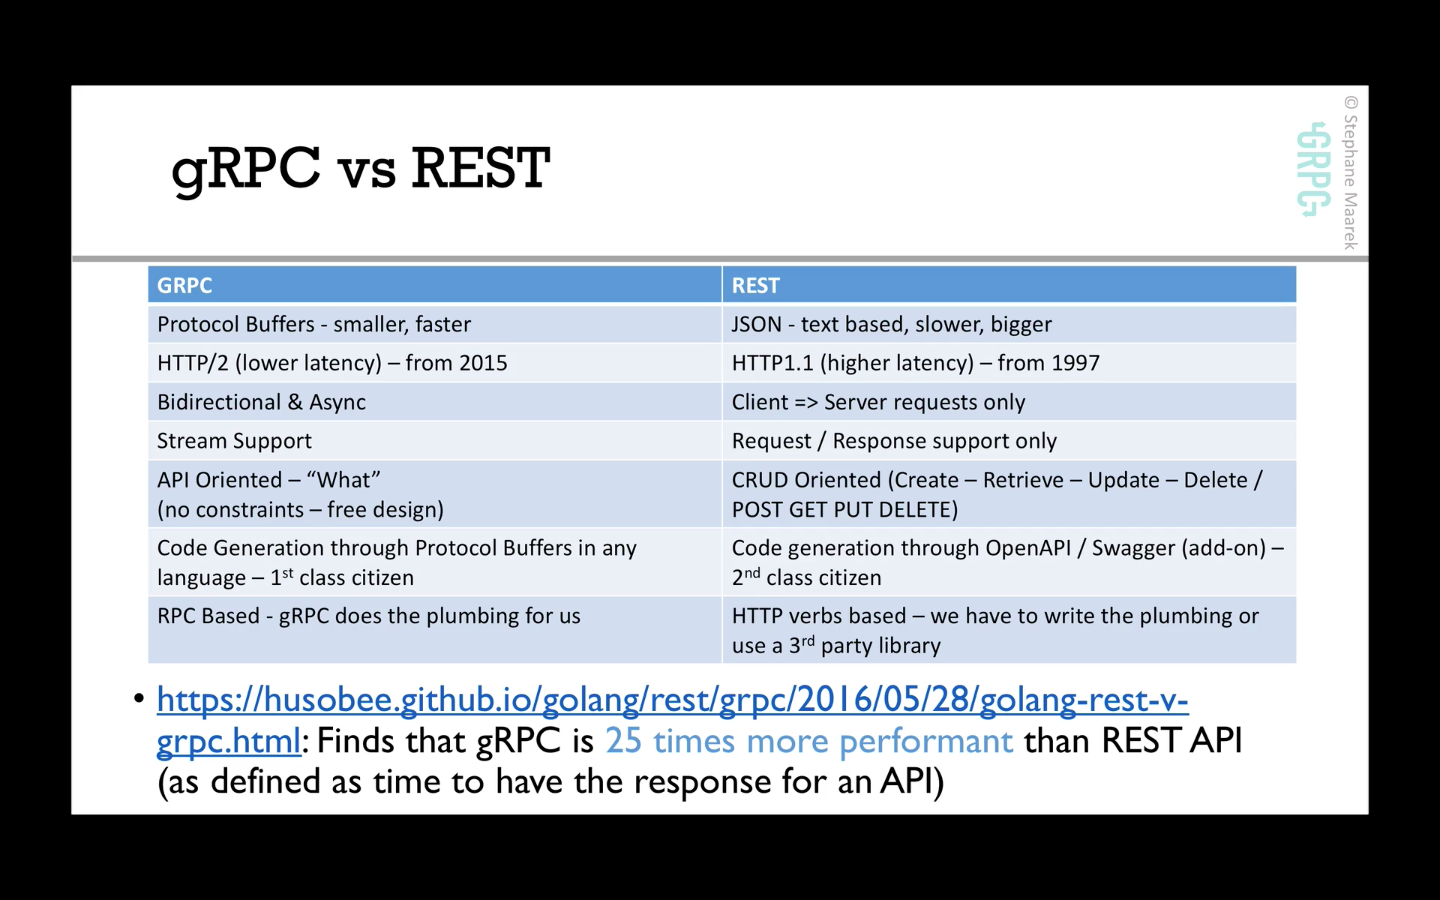 gRPC vs REST
GRPC
© Stephane Maarek
GRPC
REST
Protocol Buffers - smaller, faster
JSON - text based, slower, bigger
HTTP/2 (lower latency) – from 2015
HTTP1.1 (higher latency) – from 1997
Bidirectional & Async
Client => Server requests only
Stream Support
Request / Response support only
API Oriented – “What”
(no constraints – free design)
CRUD Oriented (Create – Retrieve – Update – Delete /
POST GET PUT DELETE)
Code Generation through Protocol Buffers in any
language – 1st class citizen
Code generation through OpenAPI / Swagger (add-on) –
2nd class citizen
RPC Based - gRPC does the plumbing for us
HTTP verbs based – we have to write the plumbing or
use a 3rd party library
• https://husobee.github.io/golang/rest/grpc/2016/05/28/golang-rest-v-
grpc.html: Finds that gRPC is 25 times more performant than REST API
(as defined as time to have the response for an API)